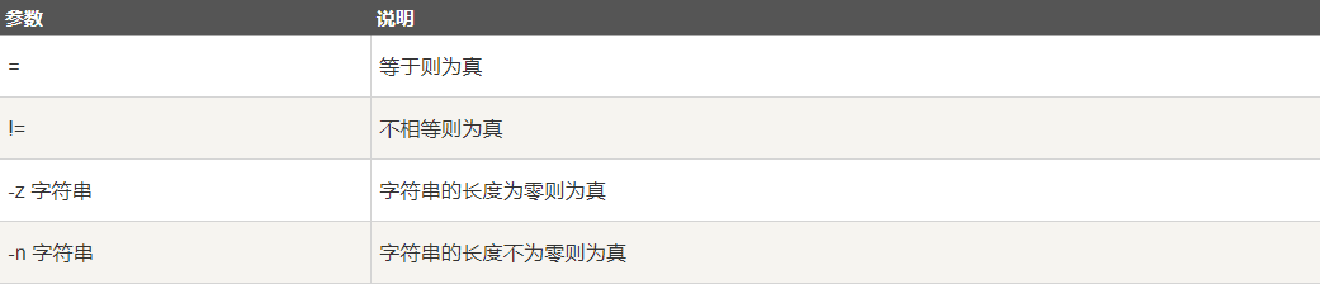 参数 说明
= 等于则为真
!= 不相等则为真
-z 字符串 字符串的长度为零则为真
-n 字符串 字符串的长度不为零则为真